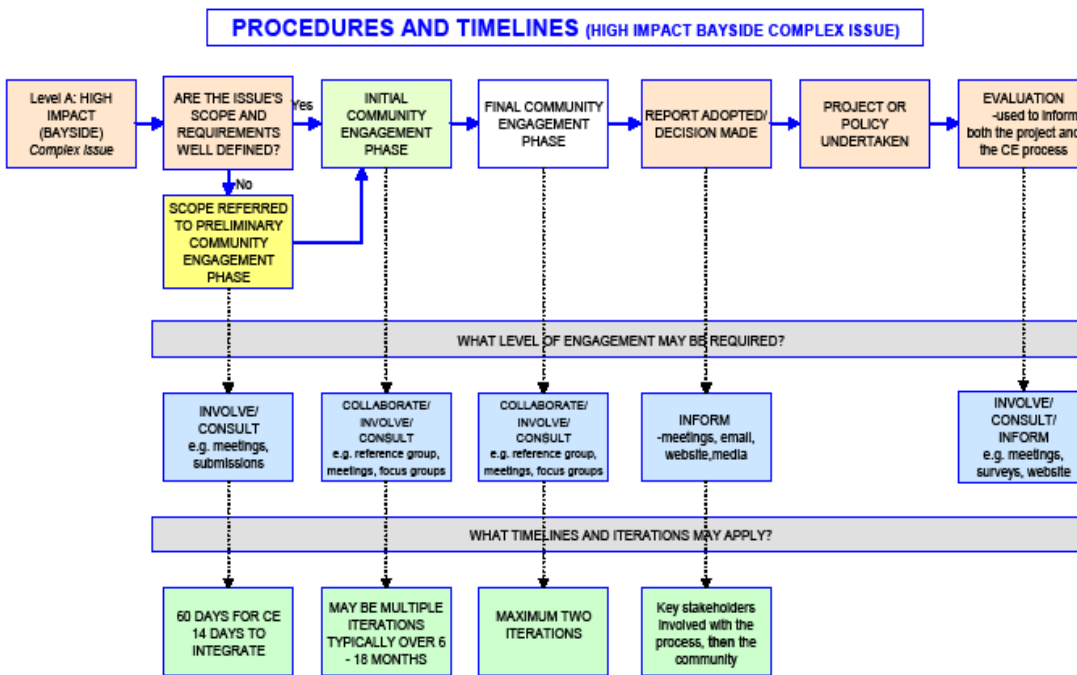 PROCEDURES AND TIMELINES (HIGH IMPACT BAYSIDE COMPLEX ISSUE)
Level A: HIGH
IMPACT
(BAYSIDE)
Complex Issue
ARE THE ISSUE'S
SCOPE AND
REQUIREMENTS
WELL DEFINED?
Yes
INITIAL
COMMUNITY
ENGAGEMENT
PHASE
FINAL COMMUNITY
ENGAGEMENT
PHASE
REPORT ADOPTED/
DECISION MADE
PROJECT OR
POLICY
UNDERTAKEN
EVALUATION
-used to inform
both the project and
the CE process
No
SCOPE REFERRED
TO PRELIMINARY
COMMUNITY
ENGAGEMENT
PHASE
WHAT LEVEL OF ENGAGEMENT MAY BE REQUIRED?
INVOLVE/
CONSULT
e.g. meetings,
submissions
COLLABORATE/
INVOLVE/
CONSULT
e.g. reference group,
meetings, focus groups
COLLABORATE/
INVOLVE/
CONSULT
e.g. reference group,
meetings, focus groups
INFORM
-meetings, email,
website,media
INVOLVE/
CONSULT/
INFORM
e.g. meetings,
surveys, website
WHAT TIMELINES AND ITERATIONS MAY APPLY?
60 DAYS FOR CE
14 DAYS TO
INTEGRATE
MAY BE MULTIPLE
ITERATIONS
TYPICALLY OVER 6
- 18 MONTHS
MAXIMUM TWO
ITERATIONS
Key stakeholders
involved with the
process, then the
community